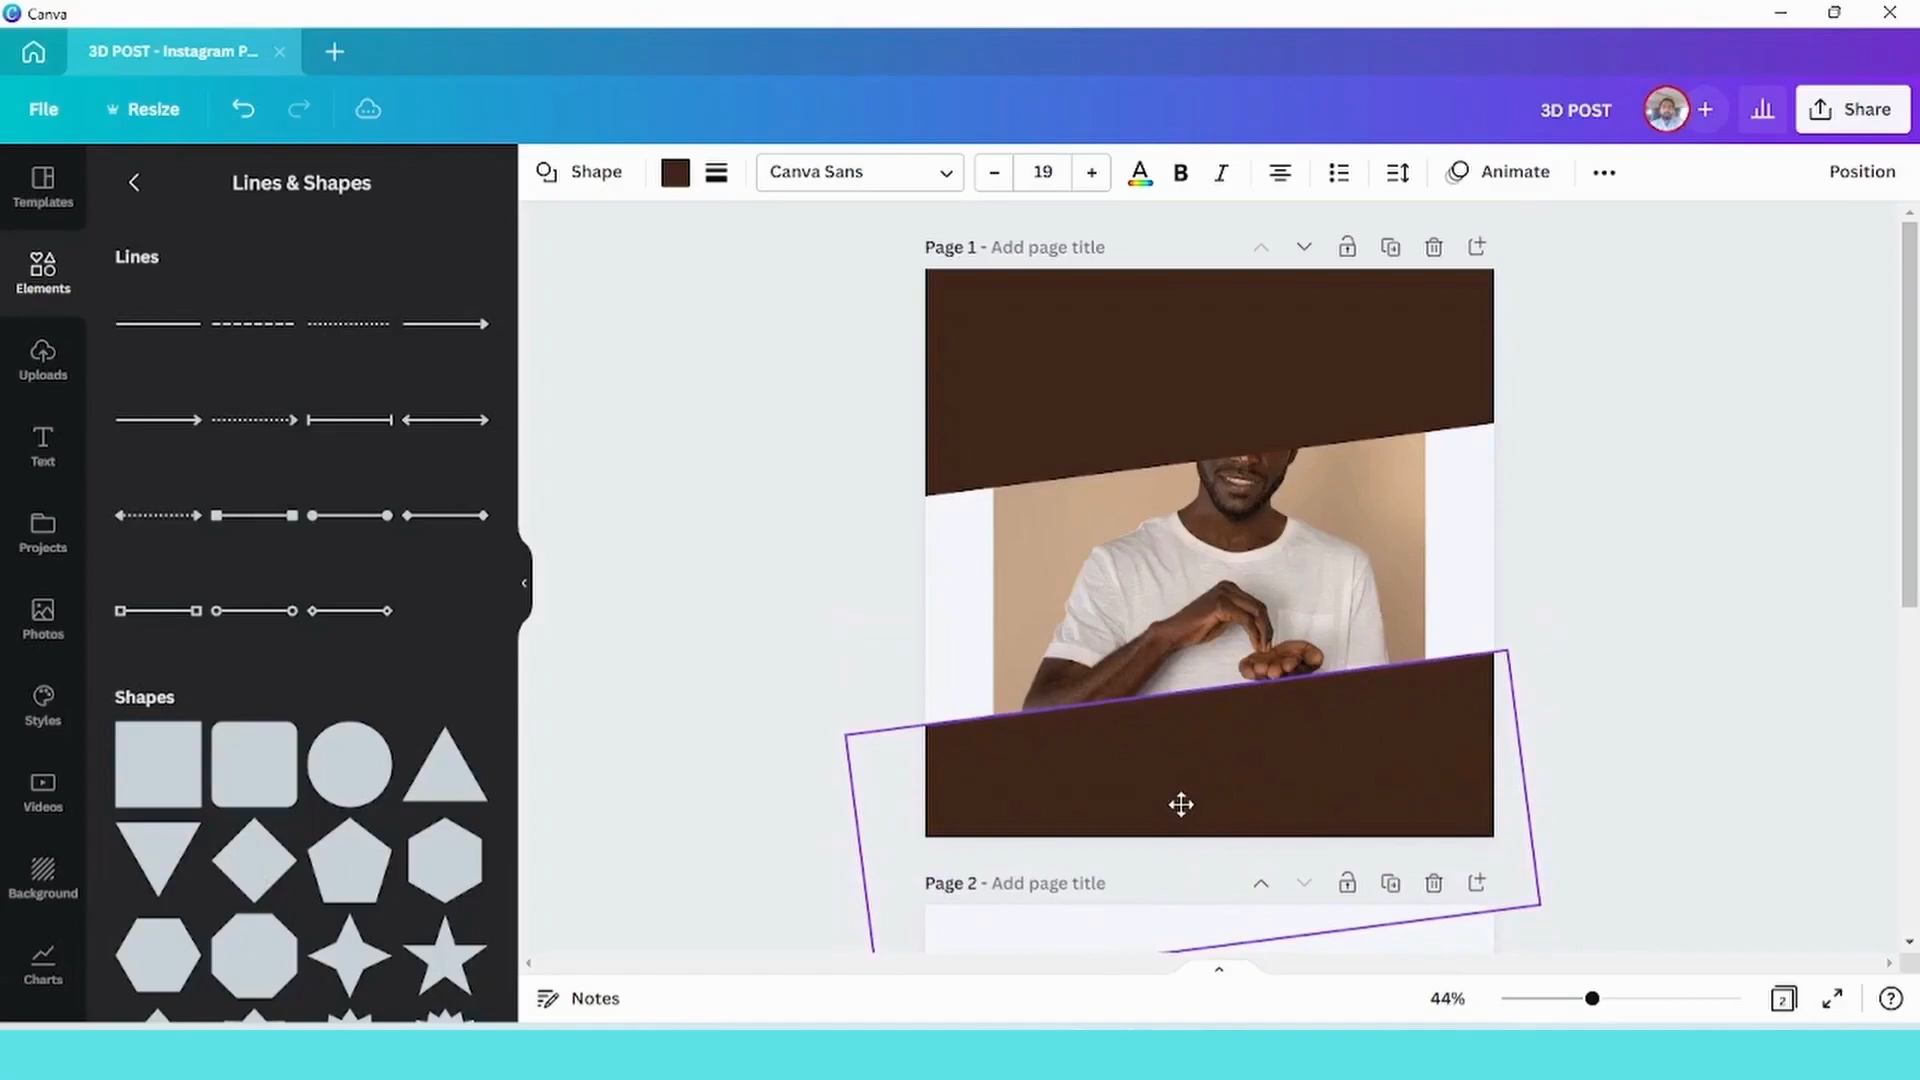 Canva
3D POST - Instagram P...
File
Resize
3D POST
Share
Templates
Elements
Uploads
Text
Projects
Photos
Styles
Videos
Background
Charts
Lines & Shapes
Lines
Shapes
Shape
Canva Sans
19
A
B
I
Animate
Position
Page 1 - Add page title
Page 2 - Add page title
Notes
44%
2
?